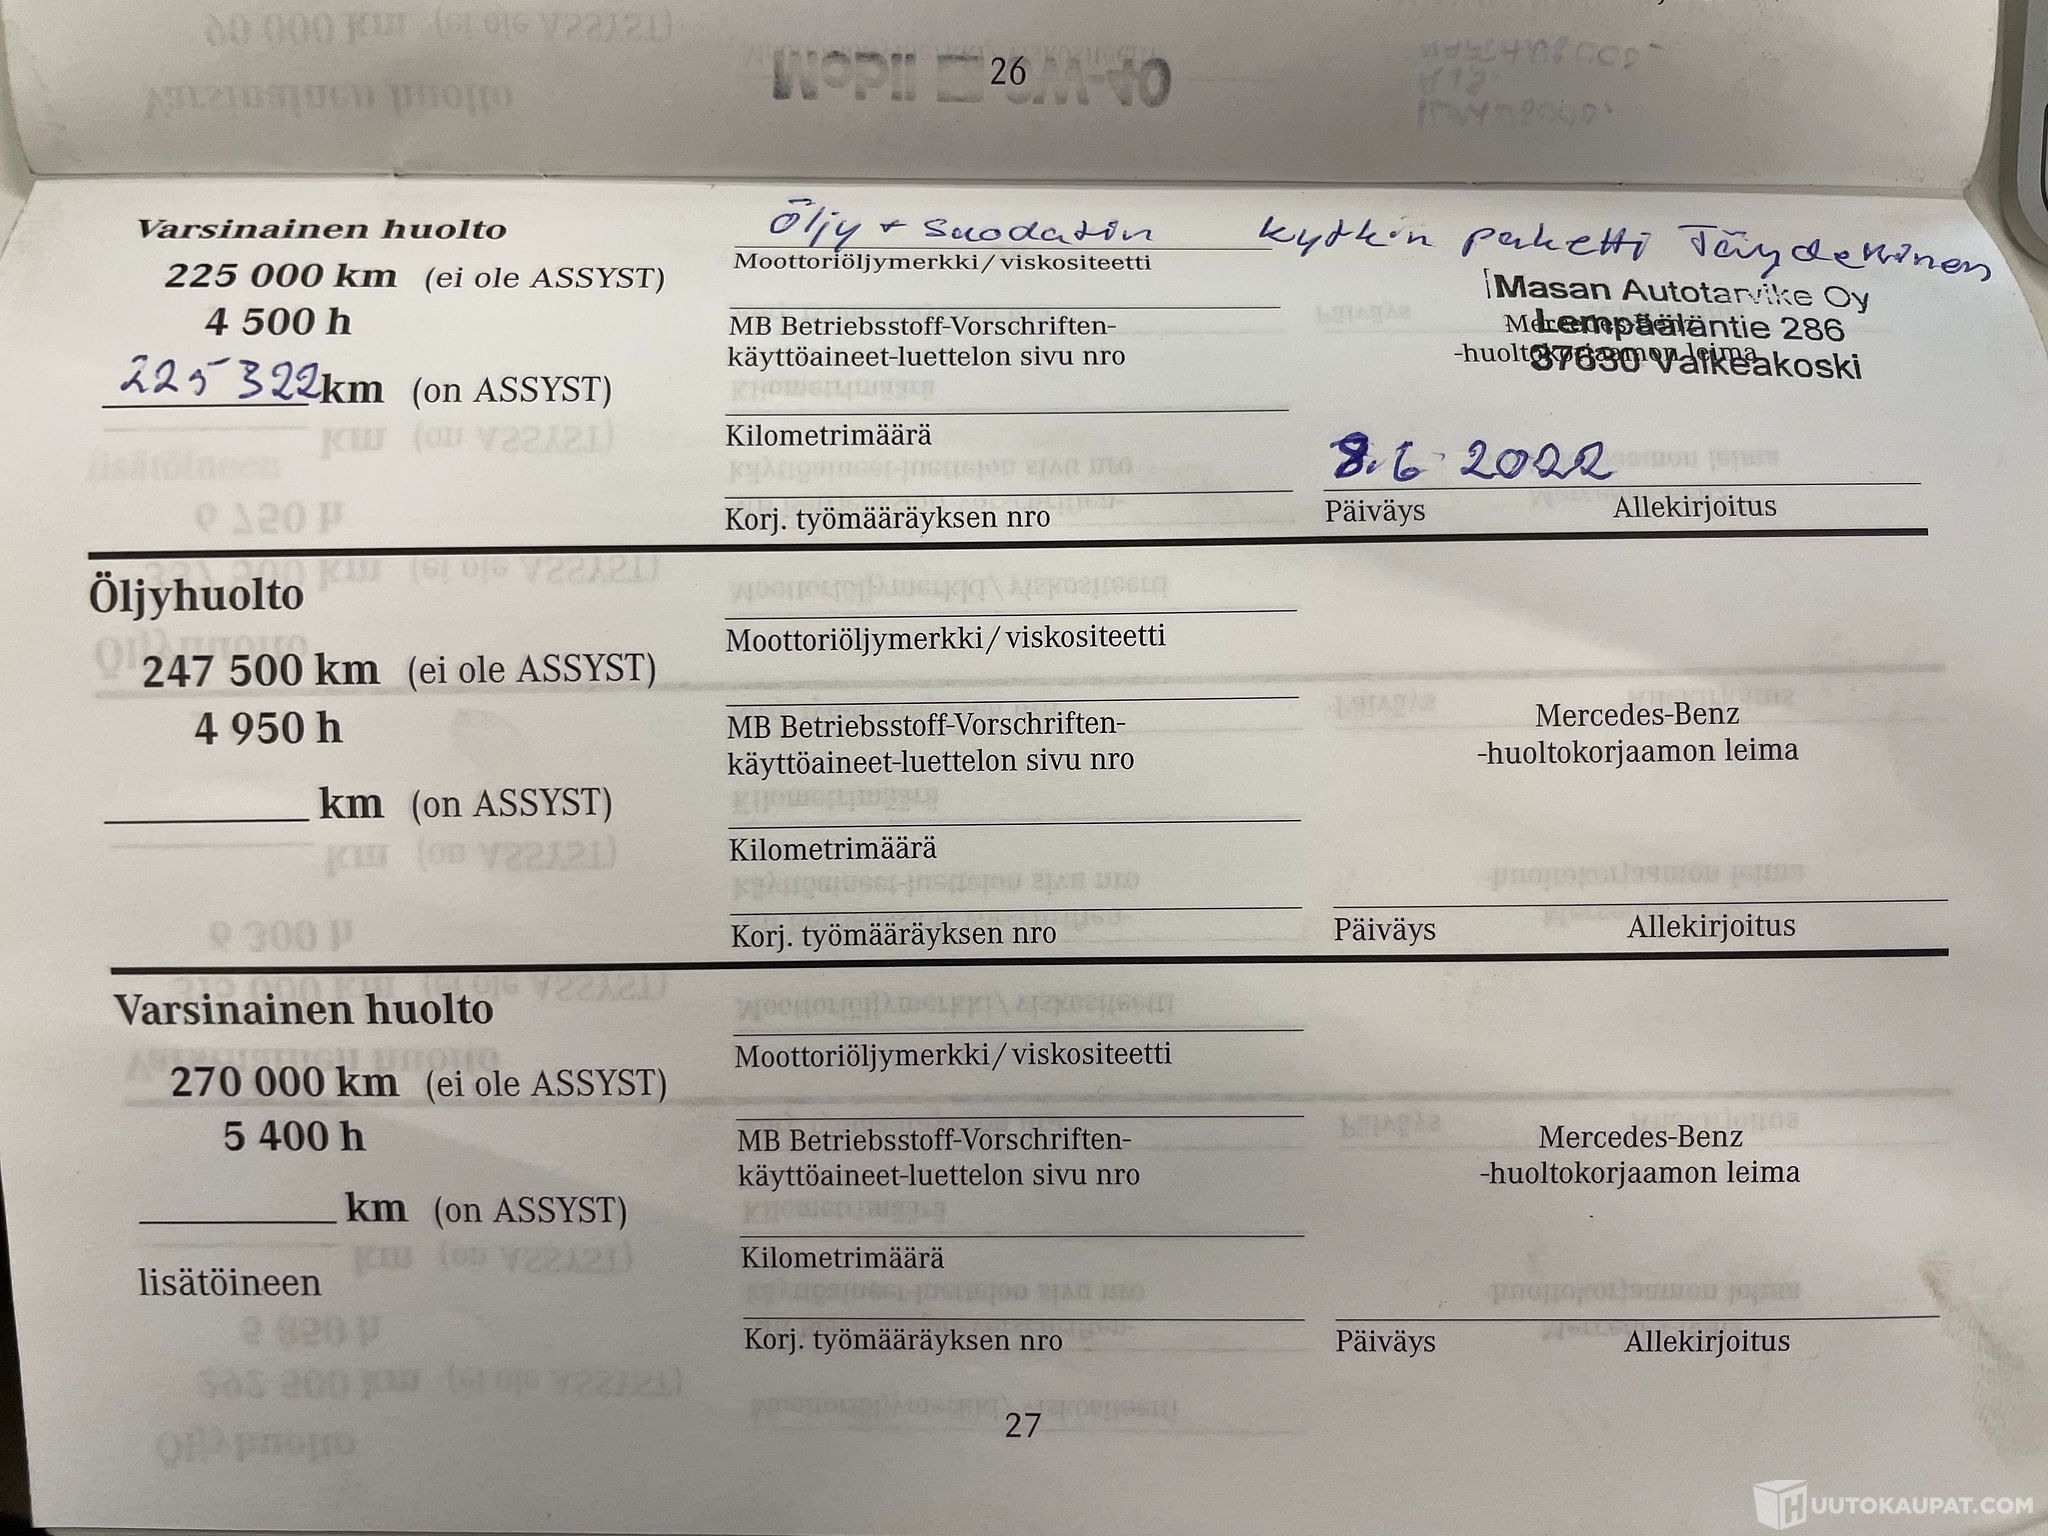 26
Varsinainen huolto
225 000 km (ei ole ASSYST)
4 500 h
225 322 km (on ASSYST)
Öljy + suodatin kytkin paketti Täydellinen
Moottoriöljymerkki / viskositeetti
MB Betriebsstoff-Vorschriften-
käyttöaineet-luettelon sivu nro
Kilometrimäärä
Korj. työmääräyksen nro
Masan Autotarvike Oy
Lempääläntie 286
37630 Valkeakoski
Mercedes-Benz
-huoltokorjaamon leima
8.6 2022
Päiväys Allekirjoitus
Öljyhuolto
247 500 km (ei ole ASSYST)
4 950 h
km (on ASSYST)
Moottoriöljymerkki / viskositeetti
MB Betriebsstoff-Vorschriften-
käyttöaineet-luettelon sivu nro
Kilometrimäärä
Korj. työmääräyksen nro
Mercedes-Benz
-huoltokorjaamon leima
Päiväys Allekirjoitus
Varsinainen huolto
270 000 km (ei ole ASSYST)
5 400 h
km (on ASSYST)
lisätöineen
Moottoriöljymerkki / viskositeetti
MB Betriebsstoff-Vorschriften-
käyttöaineet-luettelon sivu nro
Kilometrimäärä
Korj. työmääräyksen nro
Mercedes-Benz
-huoltokorjaamon leima
Päiväys Allekirjoitus
27
HUUTOKAUPAT.COM